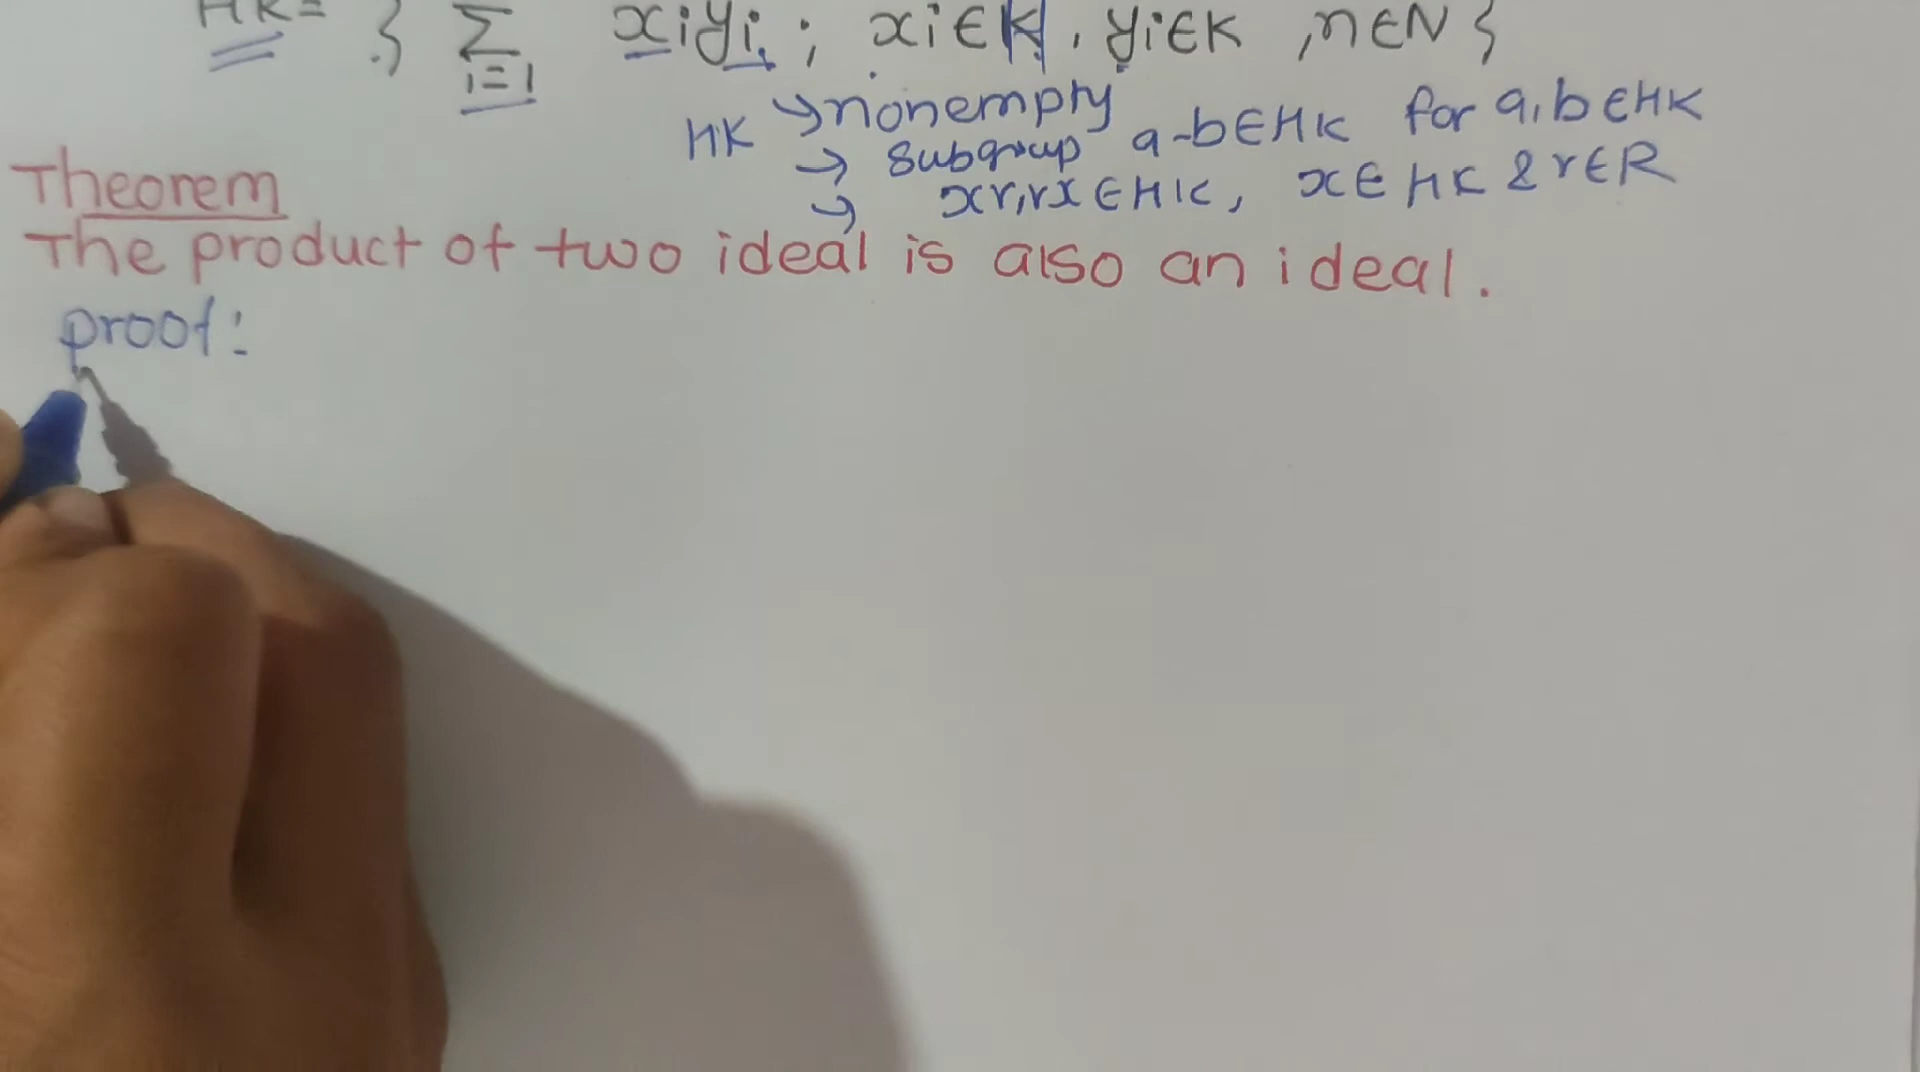 HK = { ∑ i=1 xiyi ; xi∈H, yi∈K, n∈N }
HK → nonempty
→ subgroup a-b∈HK for a,b∈HK
→ xr,rx∈HK, x∈HK & r∈R
Theorem
The product of two ideal is also an ideal.
proof: